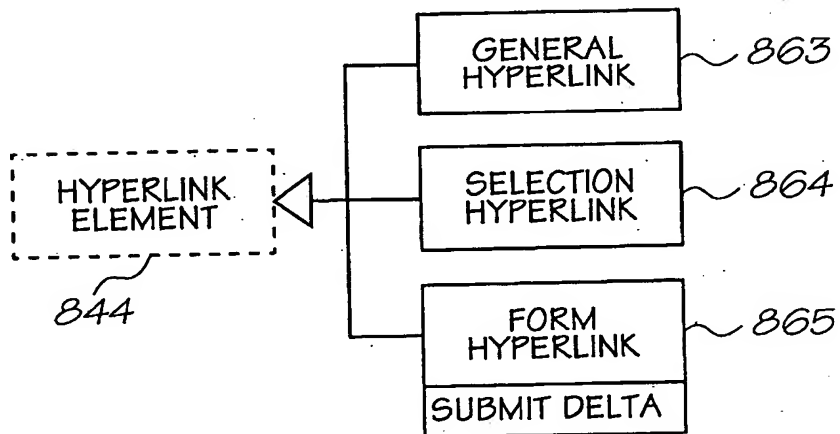 GENERAL
HYPERLINK
863
HYPERLINK
ELEMENT
844
SELECTION
HYPERLINK
864
FORM
HYPERLINK
865
SUBMIT DELTA